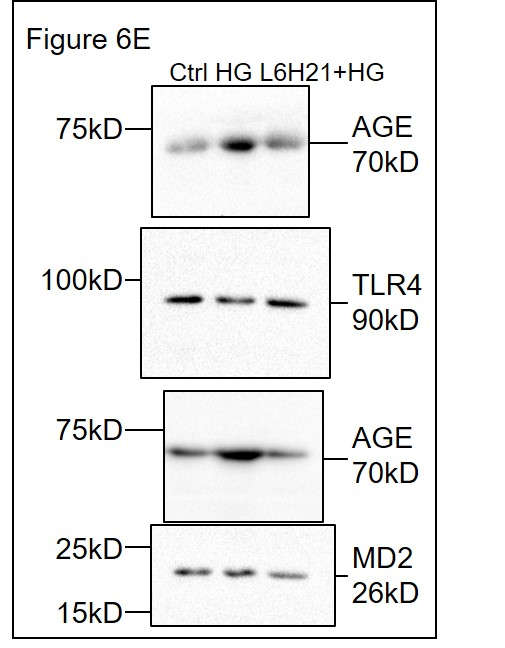 Figure 6E
Ctrl HG L6H21+HG
75kD
AGE
70kD
100kD
TLR4
90kD
75kD
AGE
70kD
25kD
MD2
26kD
15kD